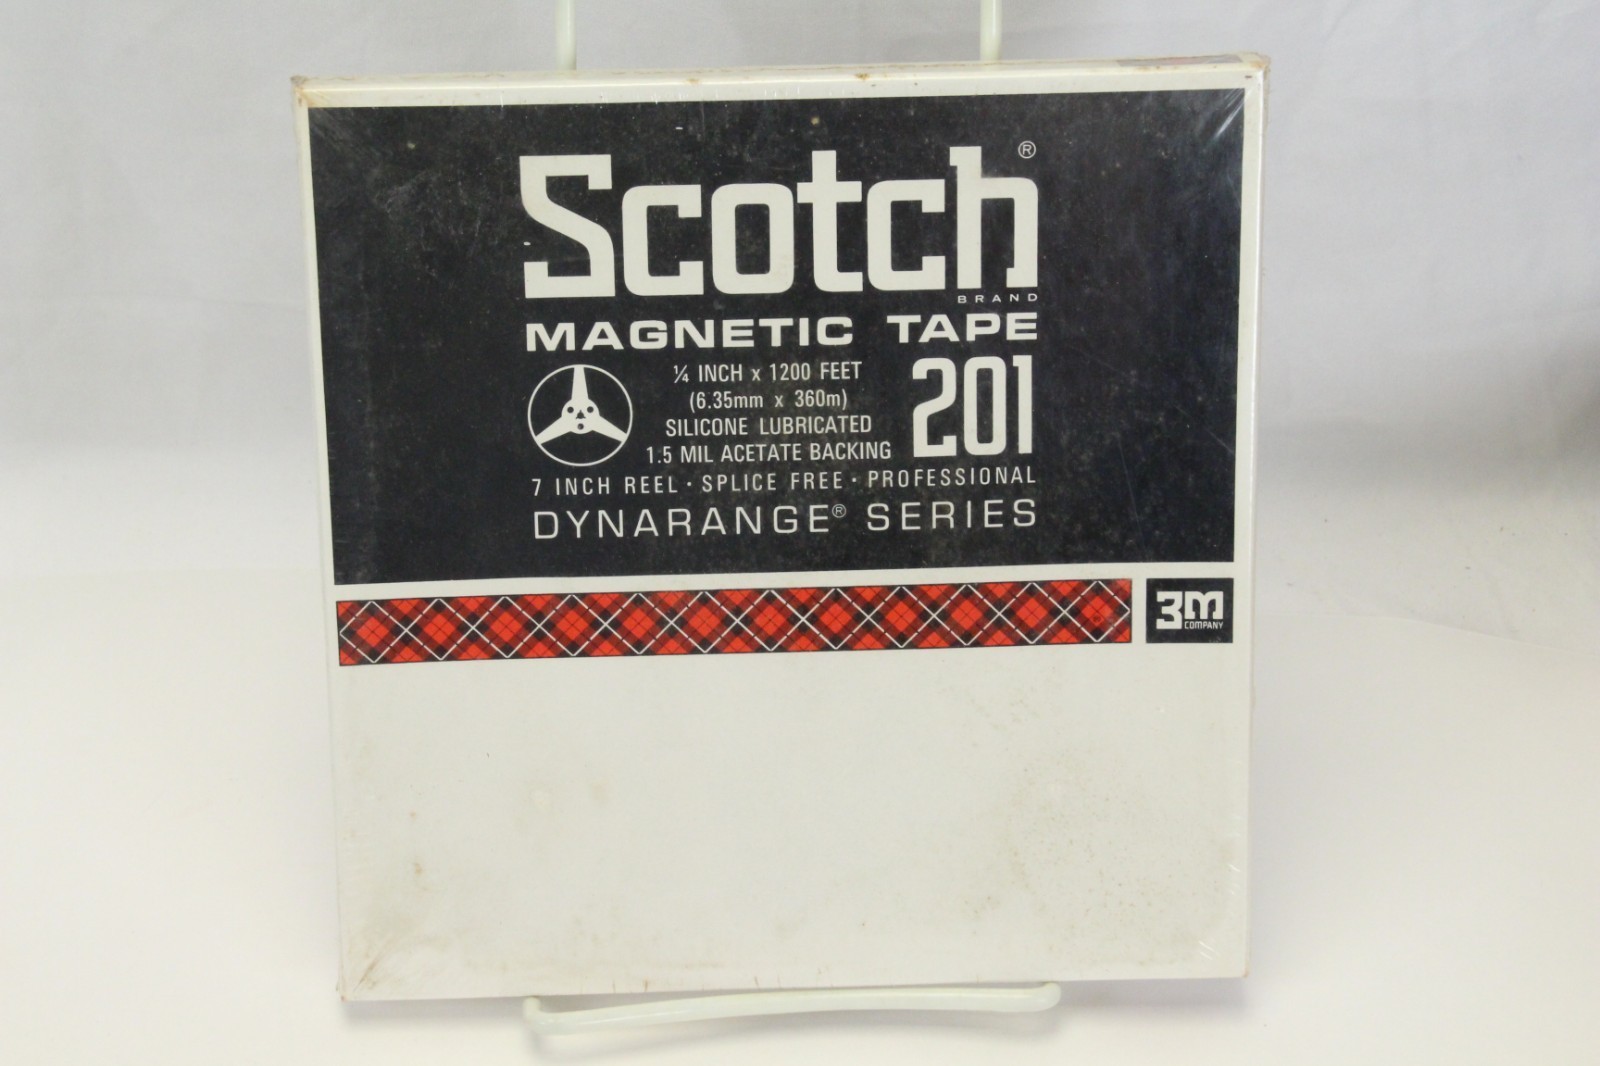 Scotch®
BRAND
MAGNETIC TAPE
¼ INCH x 1200 FEET
(6.35mm x 360m)
SILICONE LUBRICATED
1.5 MIL ACETATE BACKING
201
7 INCH REEL · SPLICE FREE · PROFESSIONAL
DYNARANGE® SERIES
3M
COMPANY